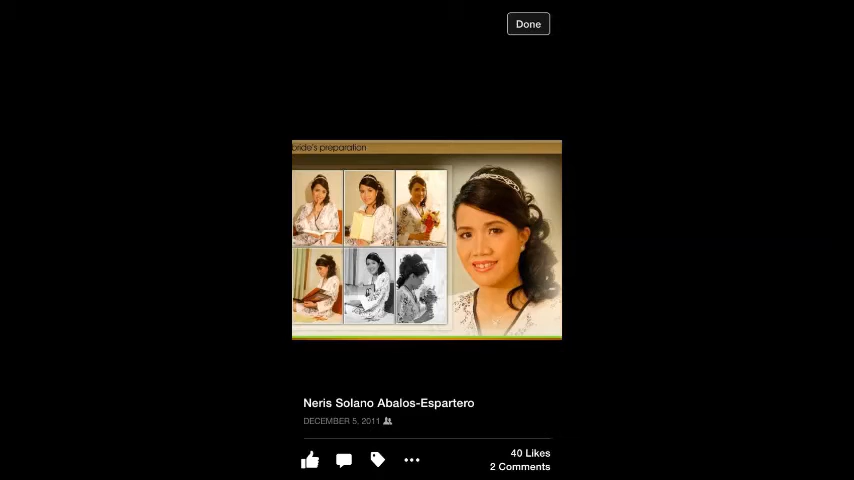 Done
bride's preparation
Neris Solano Abalos-Espartero
DECEMBER 5, 2011
40 Likes
2 Comments